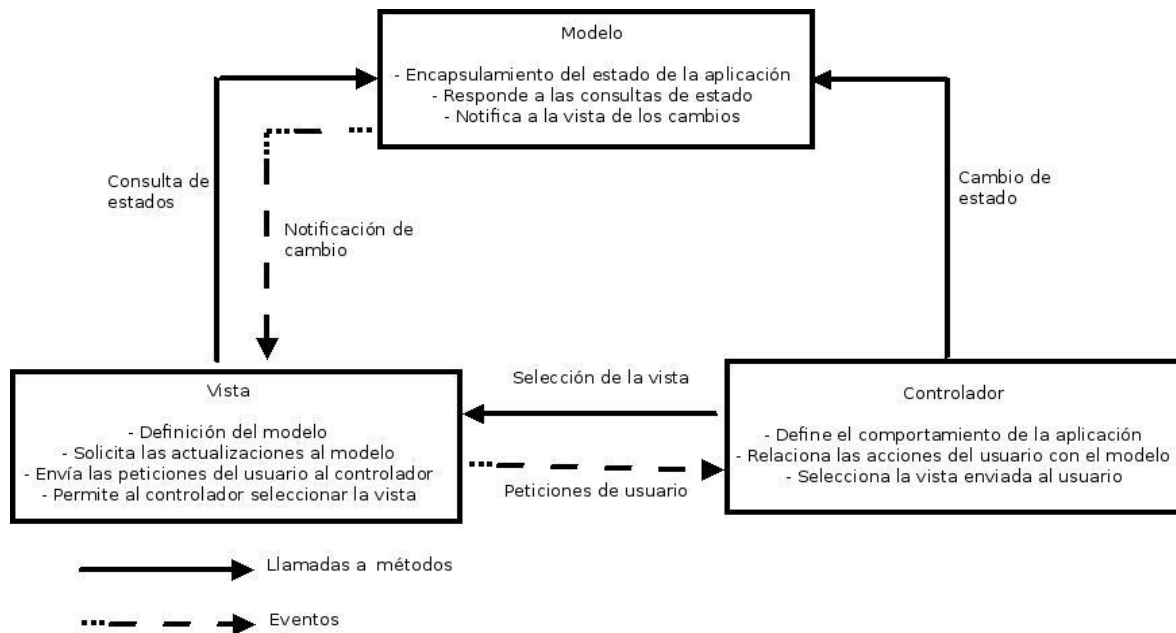 Modelo
- Encapsulamiento del estado de la aplicación
- Responde a las consultas de estado
- Notifica a la vista de los cambios
Consulta de
estados
Notificación de
cambio
Cambio de
estado
Vista
- Definición del modelo
- Solicita las actualizaciones al modelo
- Envía las peticiones del usuario al controlador
- Permite al controlador seleccionar la vista
Selección de la vista
Peticiones de usuario
Controlador
- Define el comportamiento de la aplicación
- Relaciona las acciones del usuario con el modelo
- Selecciona la vista enviada al usuario
Llamadas a métodos
Eventos